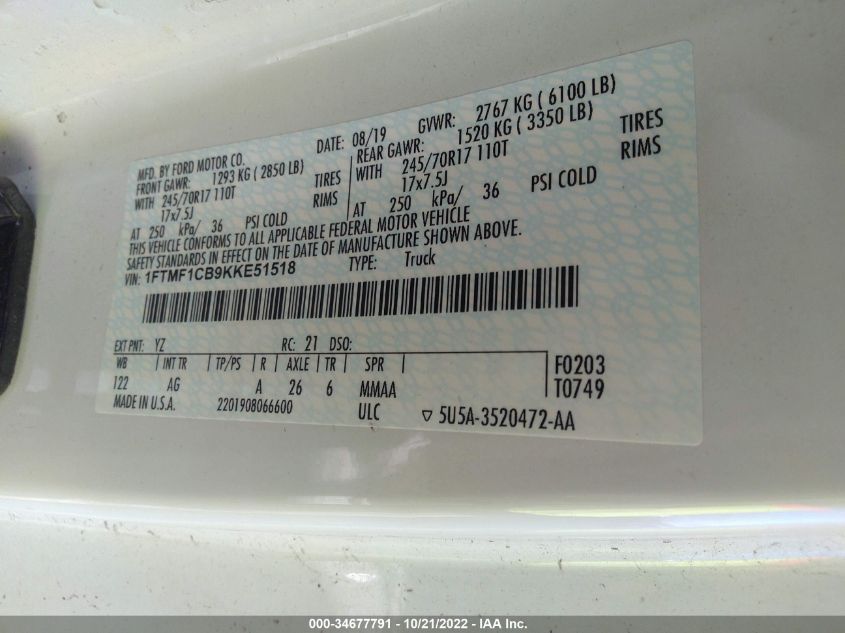 MFD. BY FORD MOTOR CO.
DATE: 08/19 GVWR: 2767 KG ( 6100 LB)
FRONT GAWR: 1293 KG ( 2850 LB) REAR GAWR: 1520 KG ( 3350 LB)
WITH 245/70R17 110T TIRES WITH 245/70R17 110T TIRES
17x7.5J RIMS 17x7.5J RIMS
AT 250 kPa/ 36 PSI COLD AT 250 kPa/ 36 PSI COLD
THIS VEHICLE CONFORMS TO ALL APPLICABLE FEDERAL MOTOR VEHICLE
SAFETY STANDARDS IN EFFECT ON THE DATE OF MANUFACTURE SHOWN ABOVE.
VIN: 1FTMF1CB9KKE51518 TYPE: Truck
EXT PNT: YZ RC: 21 DSO:
WB INT TR TP/PS R AXLE TR SPR F0203
122 AG A 26 6 MMAA T0749
MADE IN U.S.A. 2201908066600 ULC ▽ 5U5A-3520472-AA
000-34677791 - 10/21/2022 - IAA Inc.